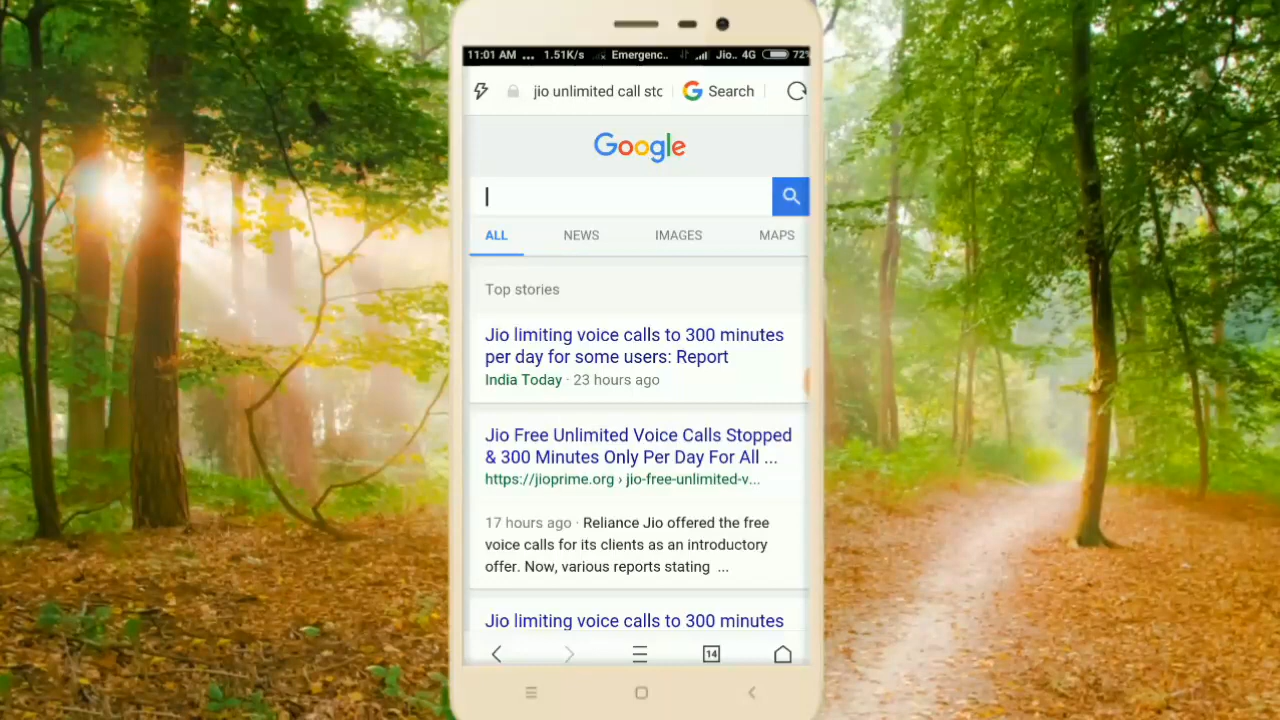 11:01 AM ... 1.51K/s Emergenc.. Jio.. 4G 72%
jio unlimited call sto Search
Google
ALL NEWS IMAGES MAPS
Top stories
Jio limiting voice calls to 300 minutes
per day for some users: Report
India Today · 23 hours ago
Jio Free Unlimited Voice Calls Stopped
& 300 Minutes Only Per Day For All ...
https://jioprime.org › jio-free-unlimited-v...
17 hours ago · Reliance Jio offered the free
voice calls for its clients as an introductory
offer. Now, various reports stating ...
Jio limiting voice calls to 300 minutes
14